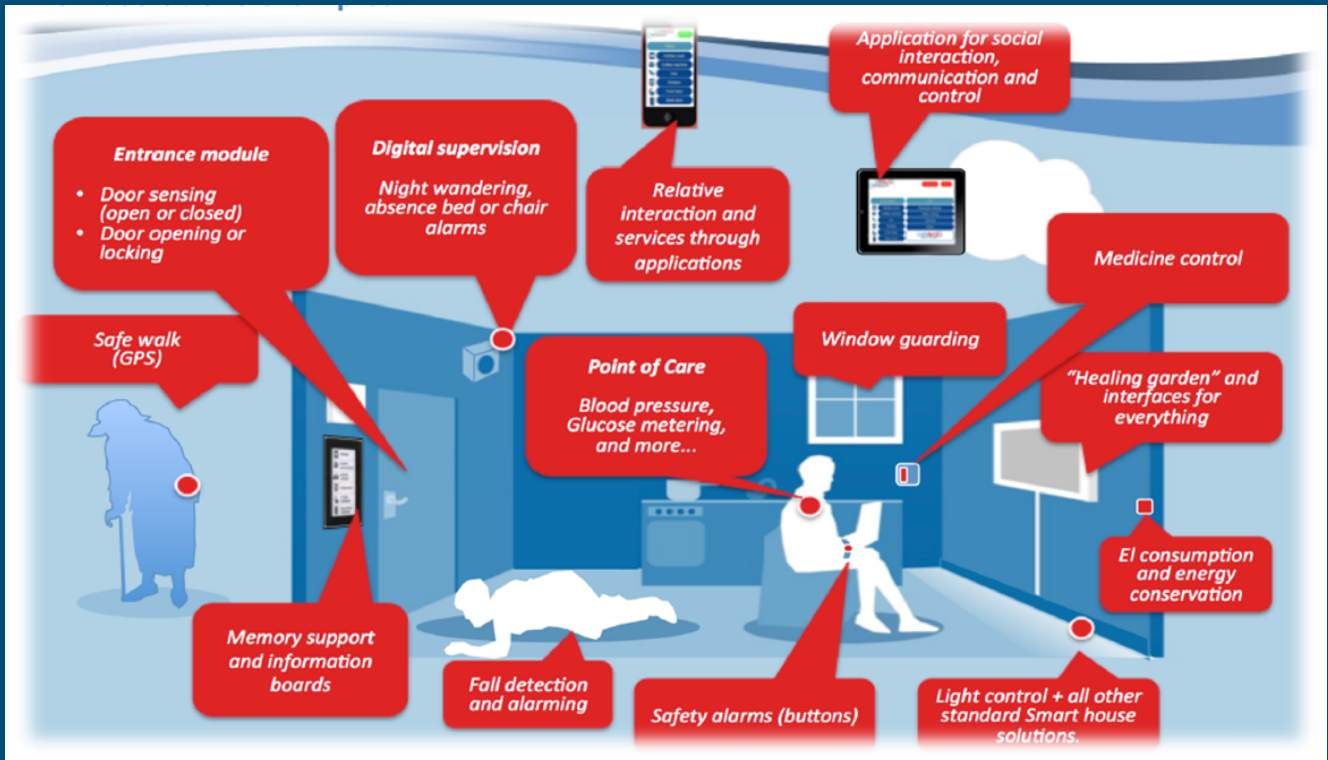 Application for social
interaction,
communication and
control
Entrance module
• Door sensing
(open or closed)
• Door opening or
locking
Digital supervision
Night wandering,
absence bed or chair
alarms
Relative
interaction and
services through
applications
Medicine control
Safe walk
(GPS)
Window guarding
Point of Care
Blood pressure,
Glucose metering,
and more...
“Healing garden” and
interfaces for
everything
El consumption
and energy
conservation
Memory support
and information
boards
Fall detection
and alarming
Safety alarms (buttons)
Light control + all other
standard Smart house
solutions.